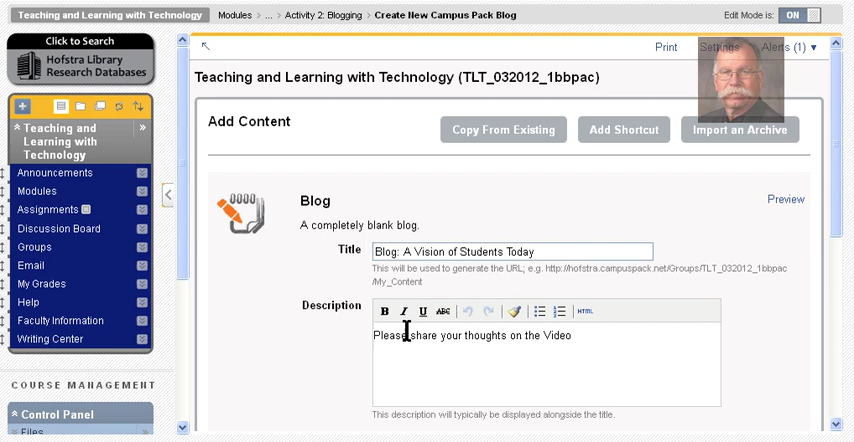 Teaching and Learning with Technology Modules > ... > Activity 2: Blogging > Create New Campus Pack Blog Edit Mode is: ON
Click to Search
Hofstra Library
Research Databases
Teaching and
Learning with
Technology
Announcements
Modules
Assignments
Discussion Board
Groups
Email
My Grades
Help
Faculty Information
Writing Center
COURSE MANAGEMENT
Control Panel
Files
Print Settings Alerts (1)
Teaching and Learning with Technology (TLT_032012_1bbpac)
Add Content Copy From Existing Add Shortcut Import an Archive
Blog Preview
A completely blank blog.
Title Blog: A Vision of Students Today
This will be used to generate the URL; e.g. http://hofstra.campuspack.net/Groups/TLT_032012_1bbpac
/My_Content
Description B I U ABC HTML
Please share your thoughts on the Video
This description will typically be displayed alongside the title.